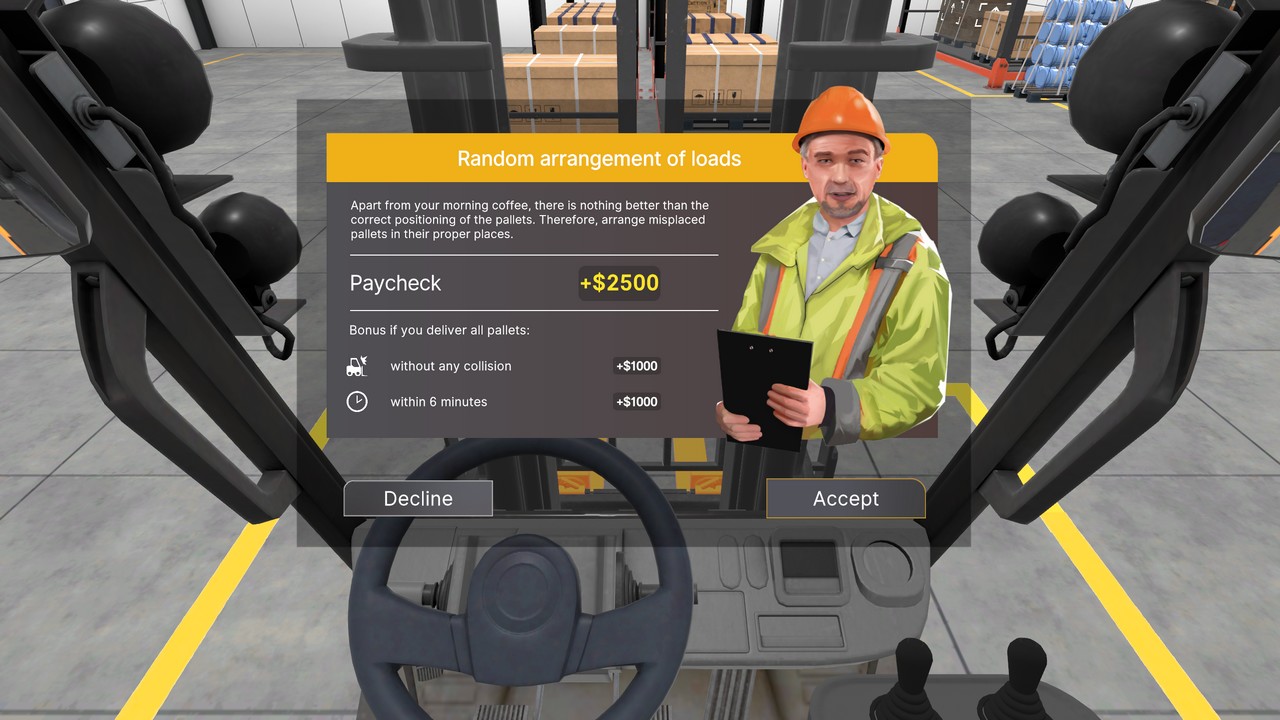 Random arrangement of loads
Apart from your morning coffee, there is nothing better than the
correct positioning of the pallets. Therefore, arrange misplaced
pallets in their proper places.
Paycheck +$2500
Bonus if you deliver all pallets:
without any collision +$1000
within 6 minutes +$1000
Decline Accept